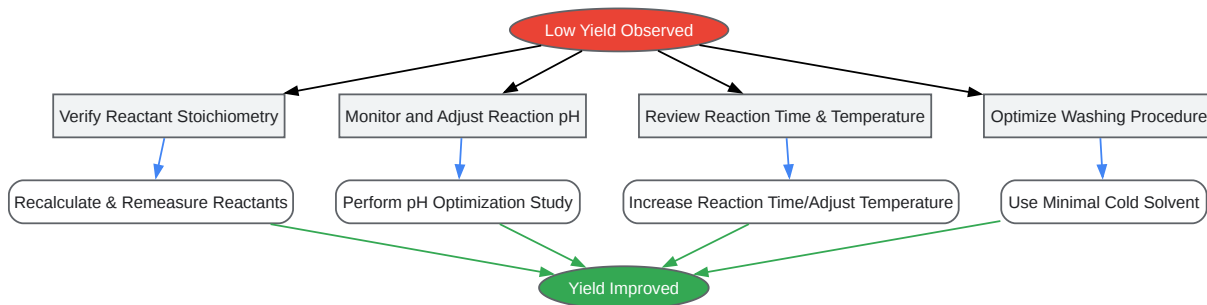 Low Yield Observed
Verify Reactant Stoichiometry
Monitor and Adjust Reaction pH
Review Reaction Time & Temperature
Optimize Washing Procedure
Recalculate & Remeasure Reactants
Perform pH Optimization Study
Increase Reaction Time/Adjust Temperature
Use Minimal Cold Solvent
Yield Improved